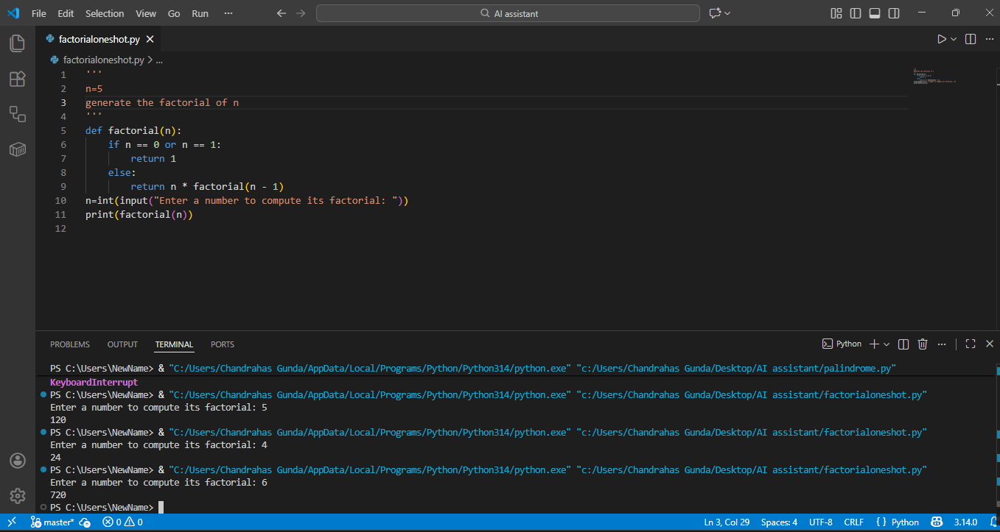 File Edit Selection View Go Run ··· AI assistant
factorialoneshot.py
factorialoneshot.py > ...
1 '''
2 n=5
3 generate the factorial of n
4 '''
5 def factorial(n):
6 if n == 0 or n == 1:
7 return 1
8 else:
9 return n * factorial(n - 1)
10 n=int(input("Enter a number to compute its factorial: "))
11 print(factorial(n))
12
PROBLEMS OUTPUT TERMINAL PORTS Python
PS C:\Users\NewName> & "C:/Users/Chandrahas Gunda/AppData/Local/Programs/Python/Python314/python.exe" "c:/Users/Chandrahas Gunda/Desktop/AI assistant/palindrome.py"
KeyboardInterrupt
PS C:\Users\NewName> & "C:/Users/Chandrahas Gunda/AppData/Local/Programs/Python/Python314/python.exe" "c:/Users/Chandrahas Gunda/Desktop/AI assistant/factorialoneshot.py"
Enter a number to compute its factorial: 5
120
PS C:\Users\NewName> & "C:/Users/Chandrahas Gunda/AppData/Local/Programs/Python/Python314/python.exe" "c:/Users/Chandrahas Gunda/Desktop/AI assistant/factorialoneshot.py"
Enter a number to compute its factorial: 4
24
PS C:\Users\NewName> & "C:/Users/Chandrahas Gunda/AppData/Local/Programs/Python/Python314/python.exe" "c:/Users/Chandrahas Gunda/Desktop/AI assistant/factorialoneshot.py"
Enter a number to compute its factorial: 6
720
PS C:\Users\NewName>
master* 0 0 Ln 3, Col 29 Spaces: 4 UTF-8 CRLF { } Python 3.14.0